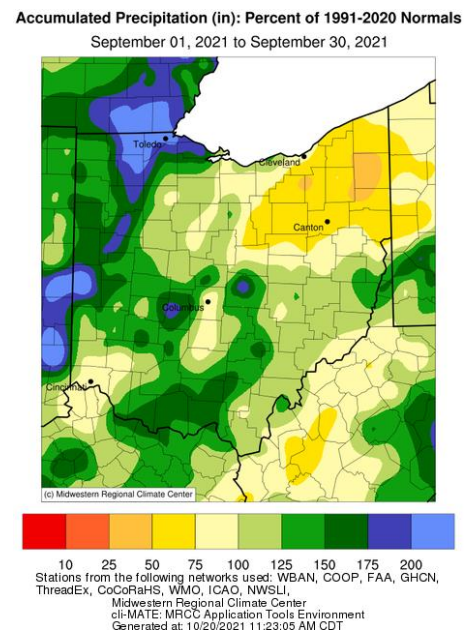 Accumulated Precipitation (in): Percent of 1991-2020 Normals
September 01, 2021 to September 30, 2021
Toledo
Cleveland
Canton
Columbus
Cincinnati
(c) Midwestern Regional Climate Center
10 25 50 75 100 125 150 175 200
Stations from the following networks used: WBAN, COOP, FAA, GHCN,
ThreadEx, CoCoRaHS, WMO, ICAO, NWSLI,
Midwestern Regional Climate Center
cli-MATE: MRCC Application Tools Environment
Generated at: 10/20/2021 11:23:05 AM CDT